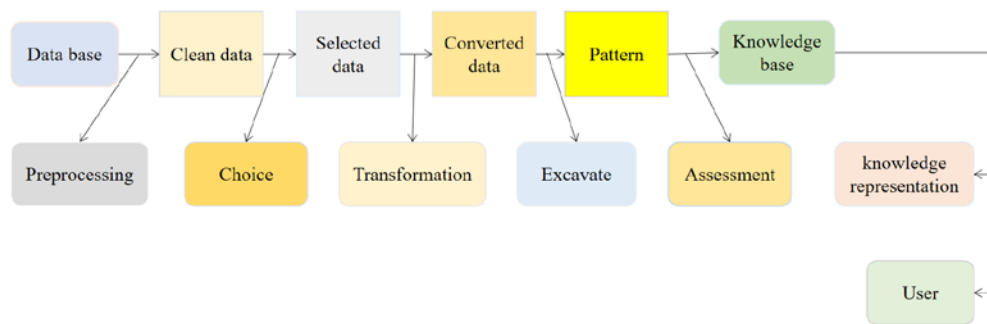 Data base
Clean data
Selected
data
Converted
data
Pattern
Knowledge
base
Preprocessing
Choice
Transformation
Excavate
Assessment
knowledge
representation
User